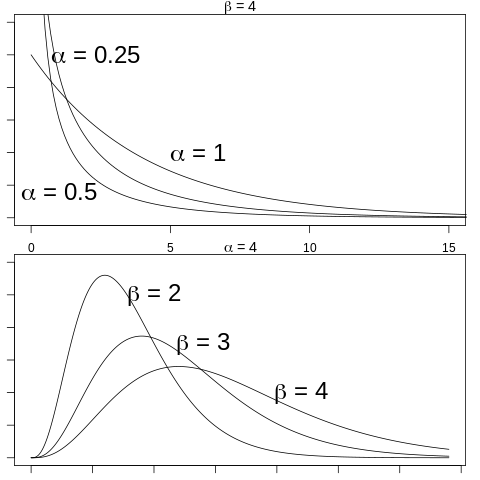 β = 4
α = 0.25
α = 1
α = 0.5
0 5 10 15
α = 4
β = 2
β = 3
β = 4